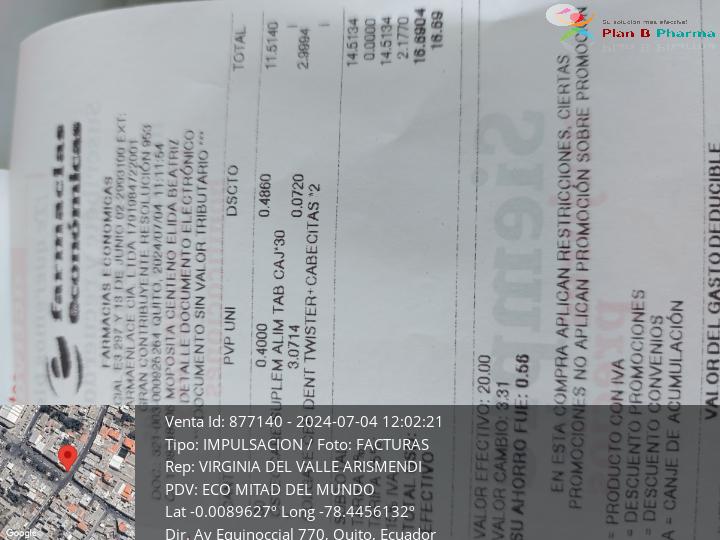 Su solución más efectiva!
Plan B Pharma
farmacias
económicas
FARMACIAS ECONOMICAS
E3 297 Y 13 DE JUNIO 02 2993100 EXT:
CIA. LTDA 1791984722001
GRAN CONTRIBUYENTE RESOLUCIÓN 953
QUITO, 2024/07/04 11:11:54
MOPOSITA CENTENO ELIDA BEATRIZ
DETALLE DOCUMENTO ELECTRÓNICO
DOCUMENTO SIN VALOR TRIBUTARIO ***
PVP UNI DSCTO TOTAL
0.4000 0.4860 11.5140
SUPLEM ALIM TAB CAJ*30
3.0714 0.0720 2.9994
DENT TWISTER+CABECITAS *2
14.5134
0.0000
14.5134
2.1770
16.6904
EFECTIVO 16.69
VALOR EFECTIVO: 20.00
VALOR CAMBIO: 3.31
SU AHORRO FUE: 0.56
EN ESTA COMPRA APLICAN RESTRICCIONES, CIERTAS
PROMOCIONES NO APLICAN PROMOCIÓN SOBRE PROMOCIÓN
= PRODUCTO CON IVA
= DESCUENTO PROMOCIONES
= DESCUENTO CONVENIOS
A = CANJE DE ACUMULACIÓN
VALOR DEL GASTO DEDUCIBLE
Siempre
Venta Id: 877140 - 2024-07-04 12:02:21
Tipo: IMPULSACION / Foto: FACTURAS
Rep: VIRGINIA DEL VALLE ARISMENDI
PDV: ECO MITAD DEL MUNDO
Lat -0.0089627° Long -78.4456132°
Dir. Av Equinoccial 770, Quito, Ecuador
Google